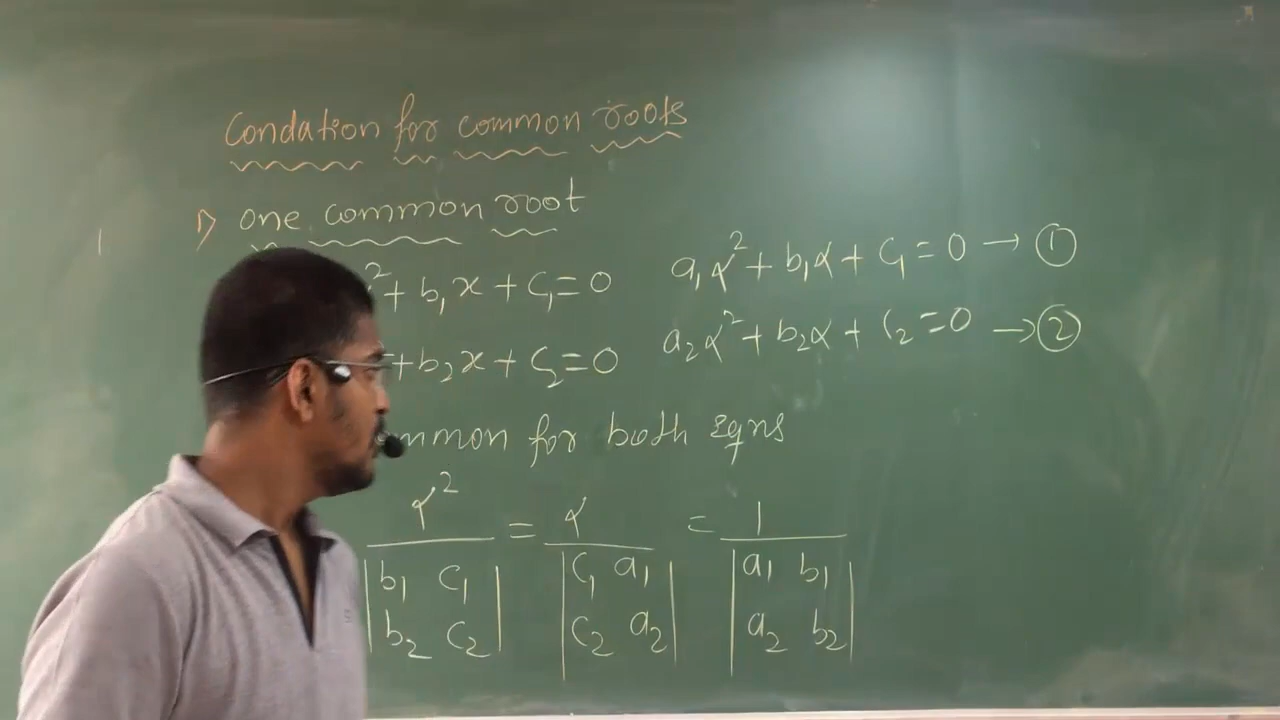 Condation for common roots
1) one common root
²+ b₁x + C₁=0
a₁α²+ b₁α + C₁ = 0 → ①
+b₂x + C₂=0
a₂α²+ b₂α + C₂ =0 →②
mmon for both eqns
α² = α = 1
|b₁ C₁| |C₁ a₁| |a₁ b₁|
|b₂ C₂| |C₂ a₂| |a₂ b₂|